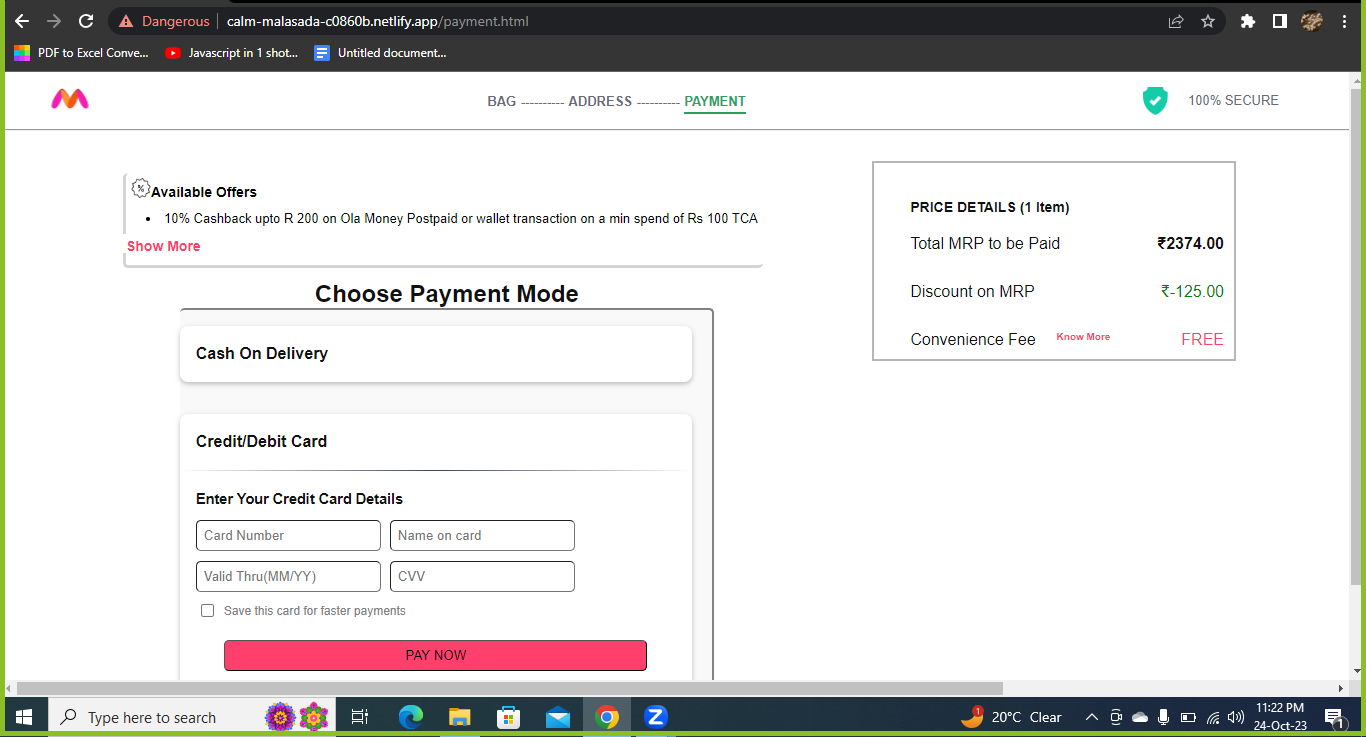 Dangerous calm-malasada-c0860b.netlify.app/payment.html
PDF to Excel Conve... Javascript in 1 shot... Untitled document...
BAG ---------- ADDRESS ---------- PAYMENT
100% SECURE
Available Offers
• 10% Cashback upto R 200 on Ola Money Postpaid or wallet transaction on a min spend of Rs 100 TCA
Show More
Choose Payment Mode
Cash On Delivery
Credit/Debit Card
Enter Your Credit Card Details
Card Number Name on card
Valid Thru(MM/YY) CVV
Save this card for faster payments
PAY NOW
PRICE DETAILS (1 Item)
Total MRP to be Paid ₹2374.00
Discount on MRP ₹-125.00
Convenience Fee Know More FREE
Type here to search
1
20°C Clear
11:22 PM
24-Oct-23
1